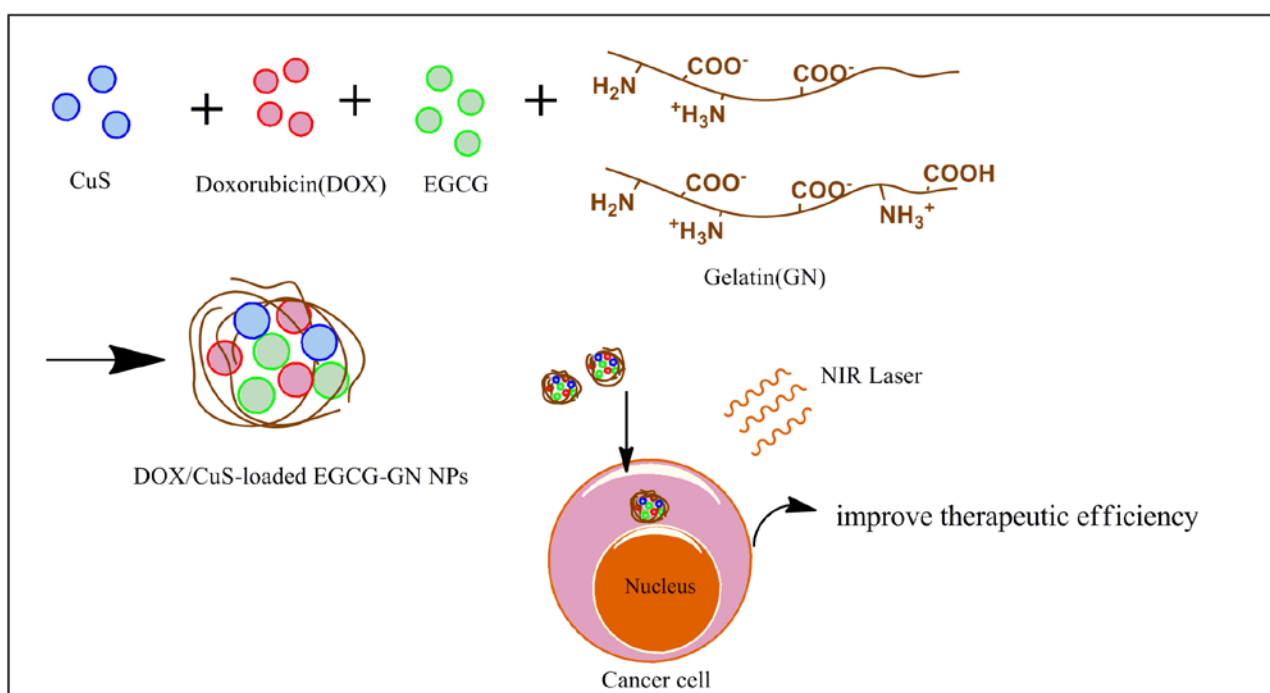 + + +
COO⁻ COO⁻
H₂N ⁺H₃N
CuS Doxorubicin(DOX) EGCG
COO⁻ COO⁻ COOH
H₂N ⁺H₃N NH₃⁺
Gelatin(GN)
NIR Laser
DOX/CuS-loaded EGCG-GN NPs
improve therapeutic efficiency
Nucleus
Cancer cell